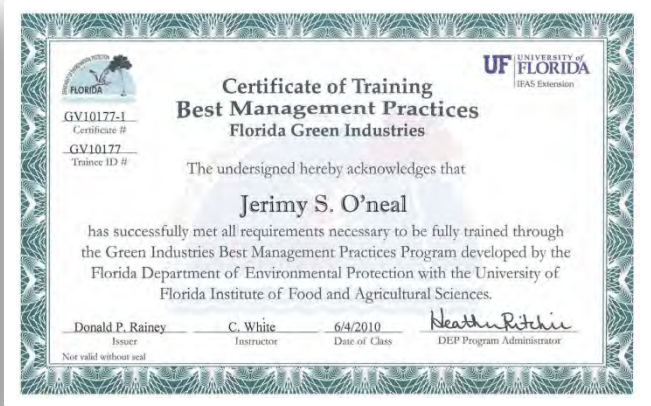 FLORIDA
UF UNIVERSITY of
FLORIDA
IFAS Extension
Certificate of Training
Best Management Practices
Florida Green Industries
GV10177-1
Certificate #
GV10177
Trainee ID #
The undersigned hereby acknowledges that
Jerimy S. O'neal
has successfully met all requirements necessary to be fully trained through
the Green Industries Best Management Practices Program developed by the
Florida Department of Environmental Protection with the University of
Florida Institute of Food and Agricultural Sciences.
Donald P. Rainey C. White 6/4/2010 Heather Ritchie
Issuer Instructor Date of Class DEP Program Administrator
Not valid without seal